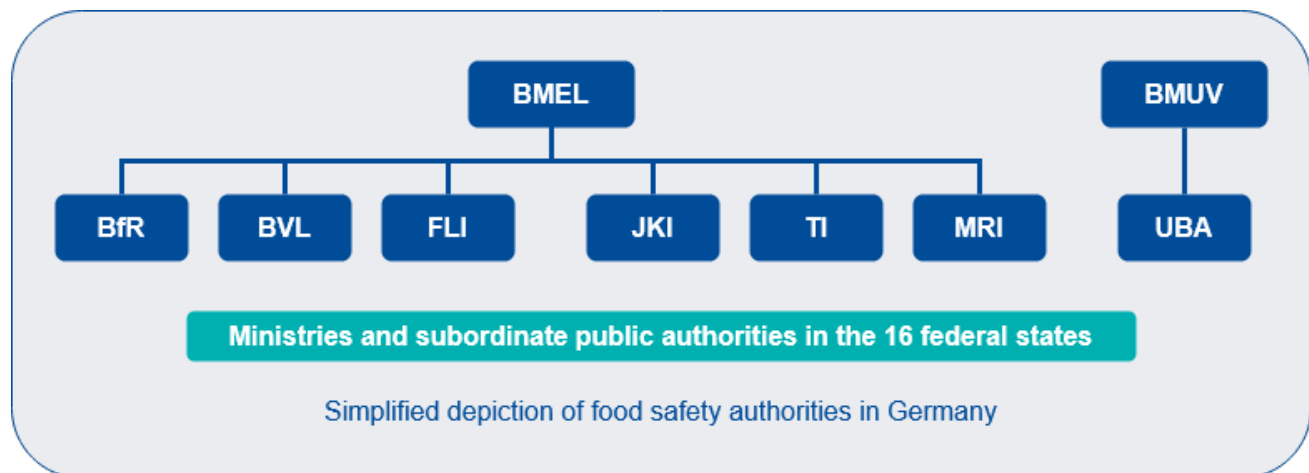 BMEL BMUV
BfR BVL FLI JKI TI MRI UBA
Ministries and subordinate public authorities in the 16 federal states
Simplified depiction of food safety authorities in Germany